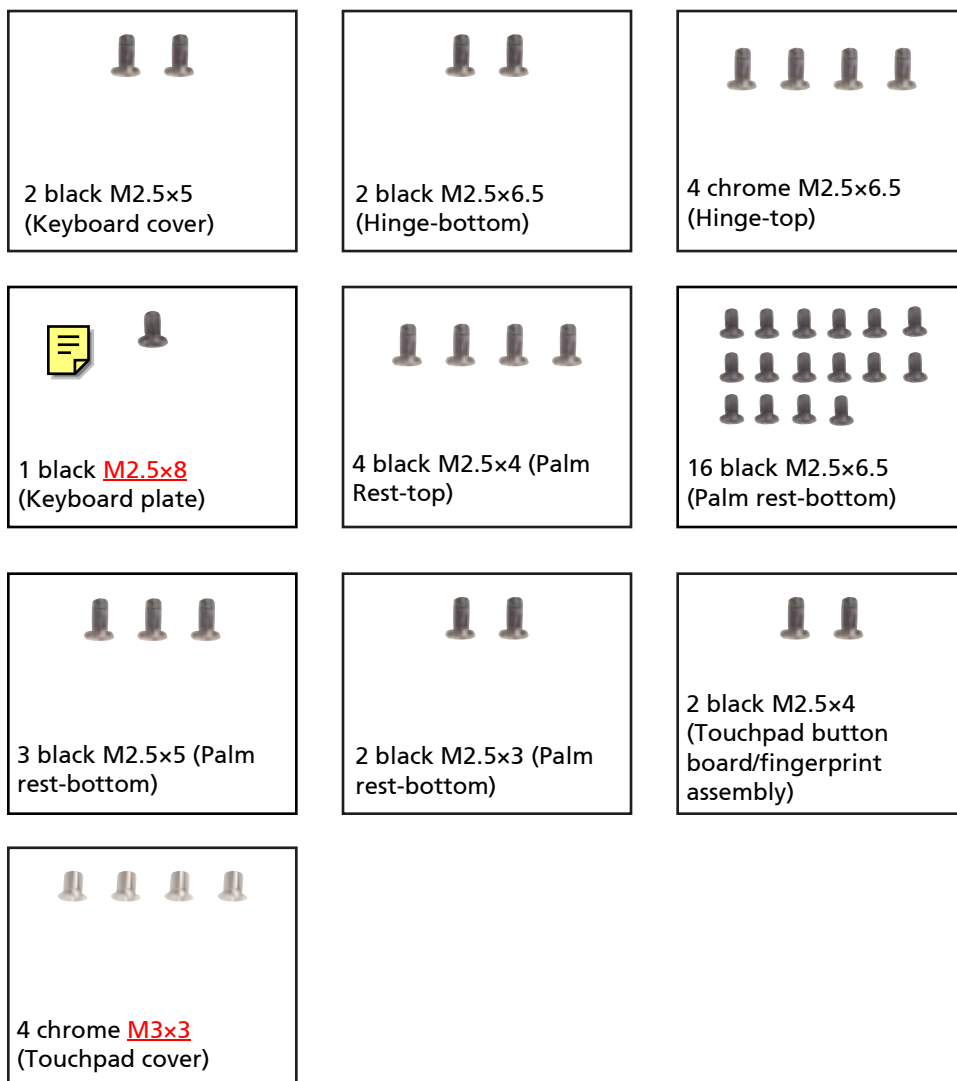 2 black M2.5×5
(Keyboard cover)
2 black M2.5×6.5
(Hinge-bottom)
4 chrome M2.5×6.5
(Hinge-top)
1 black M2.5×8
(Keyboard plate)
4 black M2.5×4 (Palm
Rest-top)
16 black M2.5×6.5
(Palm rest-bottom)
3 black M2.5×5 (Palm
rest-bottom)
2 black M2.5×3 (Palm
rest-bottom)
2 black M2.5×4
(Touchpad button
board/fingerprint
assembly)
4 chrome M3×3
(Touchpad cover)